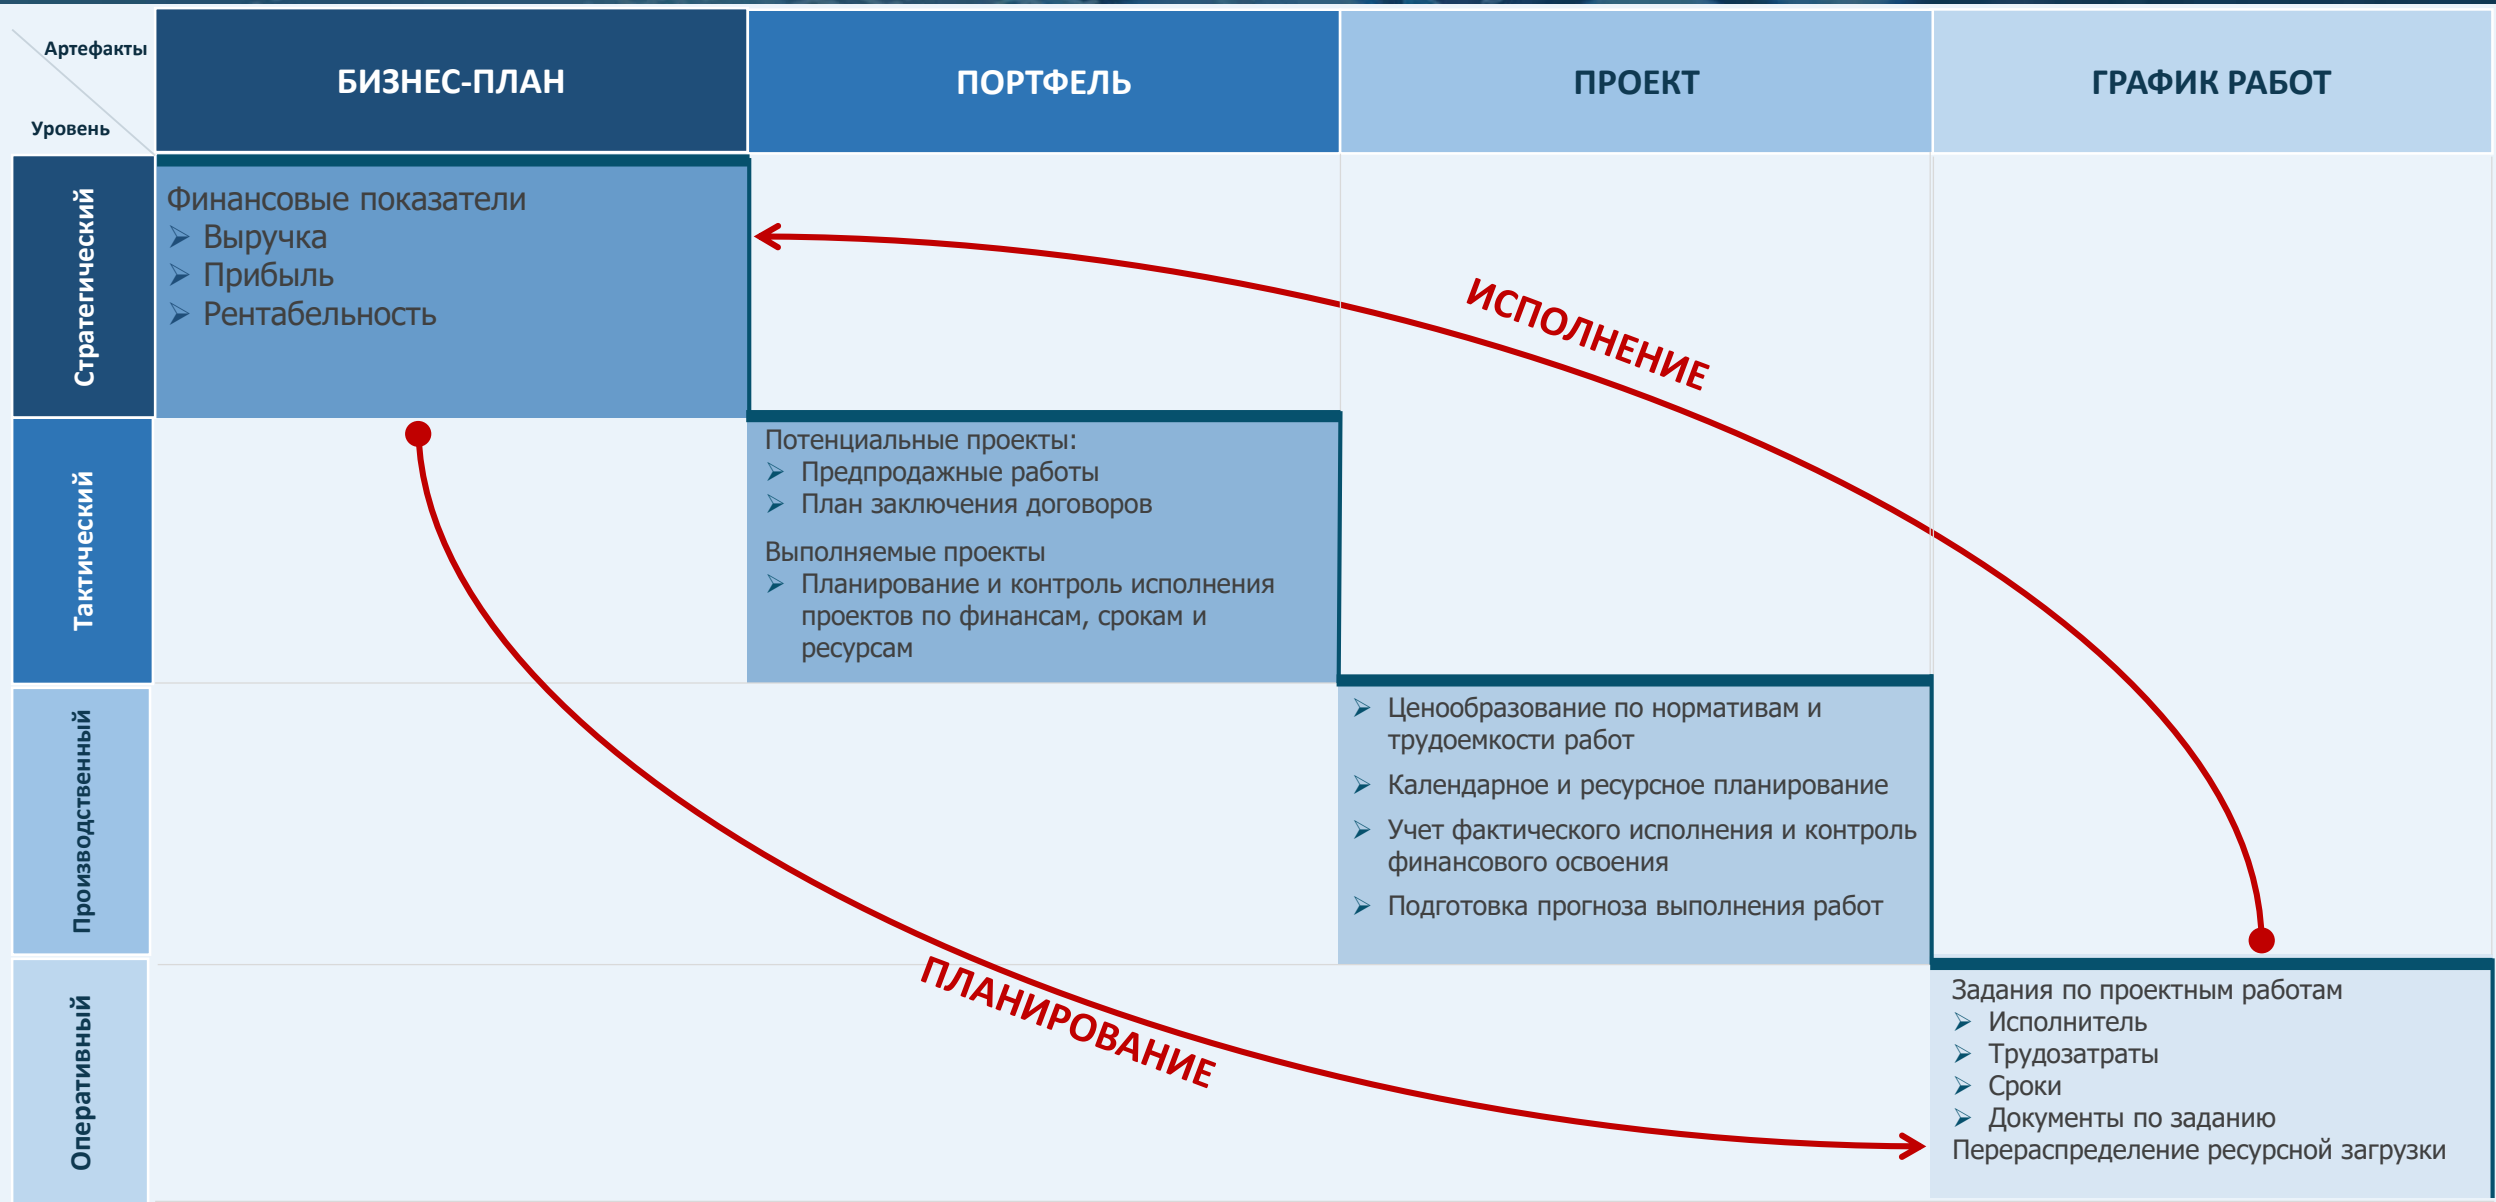 Артефакты
Уровень
БИЗНЕС-ПЛАН
ПОРТФЕЛЬ
ПРОЕКТ
ГРАФИК РАБОТ
Стратегический
Финансовые показатели
Выручка
Прибыль
Рентабельность
ИСПОЛНЕНИЕ
Тактический
Потенциальные проекты:
Предпродажные работы
План заключения договоров
Выполняемые проекты
Планирование и контроль исполнения
проектов по финансам, срокам и
ресурсам
Производственный
Ценообразование по нормативам и
трудоемкости работ
Календарное и ресурсное планирование
Учет фактического исполнения и контроль
финансового освоения
Подготовка прогноза выполнения работ
ПЛАНИРОВАНИЕ
Оперативный
Задания по проектным работам
Исполнитель
Трудозатраты
Сроки
Документы по заданию
Перераспределение ресурсной загрузки